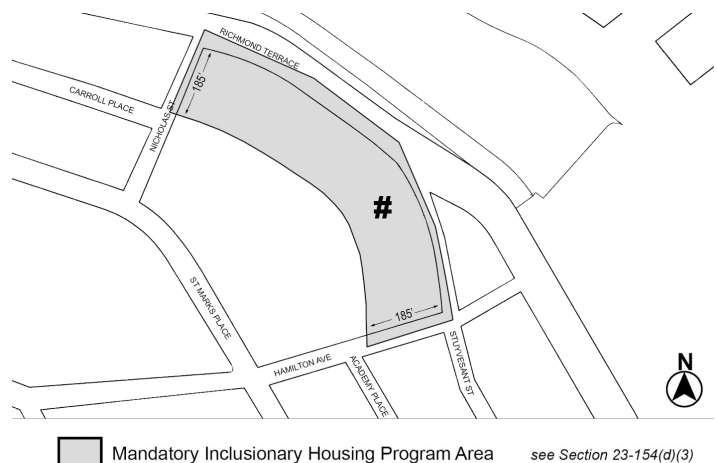 RICHMOND TERRACE
185'
CARROLL PLACE
NICHOLAS ST
#
ST MARKS PLACE
185'
HAMILTON AVE
ACADEMY PLACE
STUYVESANT ST
N
Mandatory Inclusionary Housing Program Area see Section 23-154(d)(3)